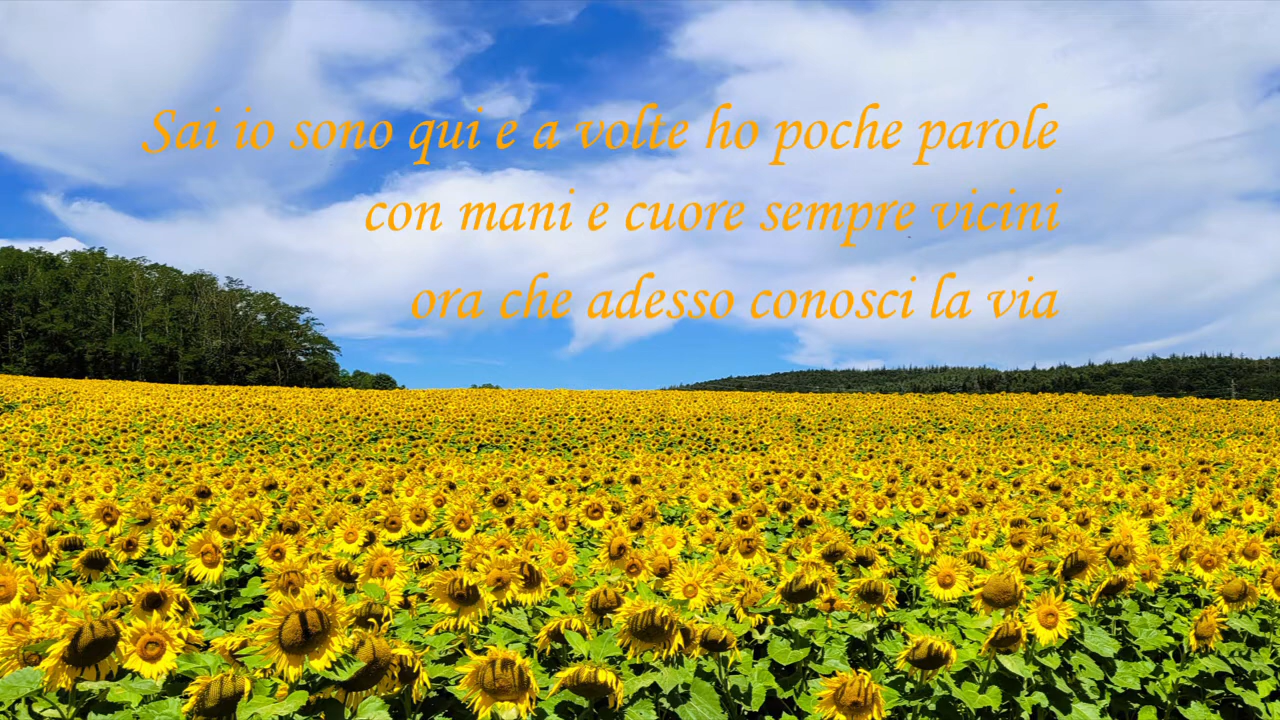 Sai io sono qui e a volte ho poche parole
con mani e cuore sempre vicini
ora che adesso conosci la via